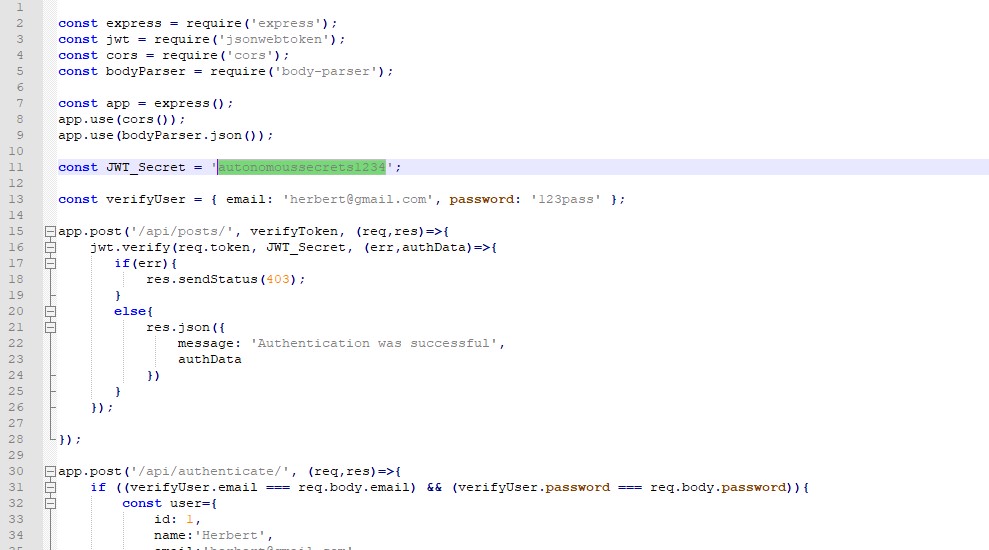 1
2 const express = require('express');
3 const jwt = require('jsonwebtoken');
4 const cors = require('cors');
5 const bodyParser = require('body-parser');
6
7 const app = express();
8 app.use(cors());
9 app.use(bodyParser.json());
10
11 const JWT_Secret = 'autonomoussecrets1234';
12
13 const verifyUser = { email: 'herbert@gmail.com', password: '123pass' };
14
15 app.post('/api/posts/', verifyToken, (req,res)=>{
16 jwt.verify(req.token, JWT_Secret, (err,authData)=>{
17 if(err){
18 res.sendStatus(403);
19 }
20 else{
21 res.json({
22 message: 'Authentication was successful',
23 authData
24 })
25 }
26 });
27
28 });
29
30 app.post('/api/authenticate/', (req,res)=>{
31 if ((verifyUser.email === req.body.email) && (verifyUser.password === req.body.password)){
32 const user={
33 id: 1,
34 name:'Herbert',